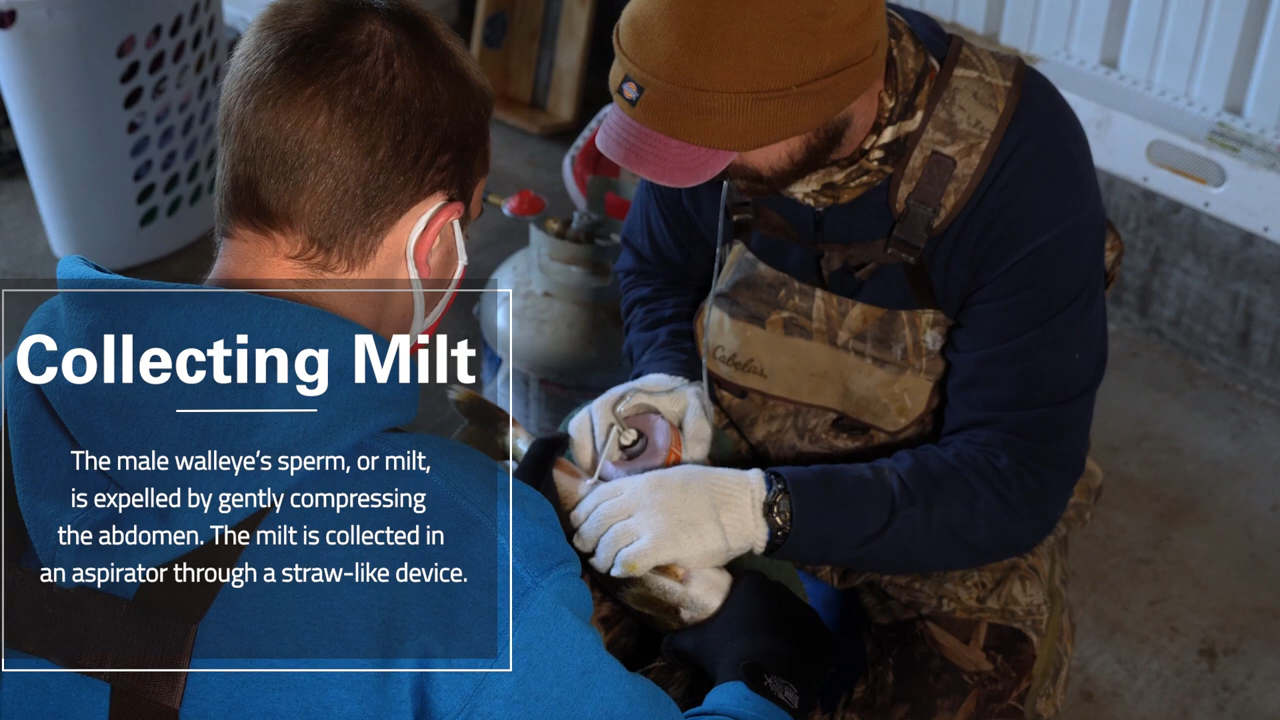 Collecting Milt
The male walleye’s sperm, or milt,
is expelled by gently compressing
the abdomen. The milt is collected in
an aspirator through a straw-like device.
Cabela's
Dickies